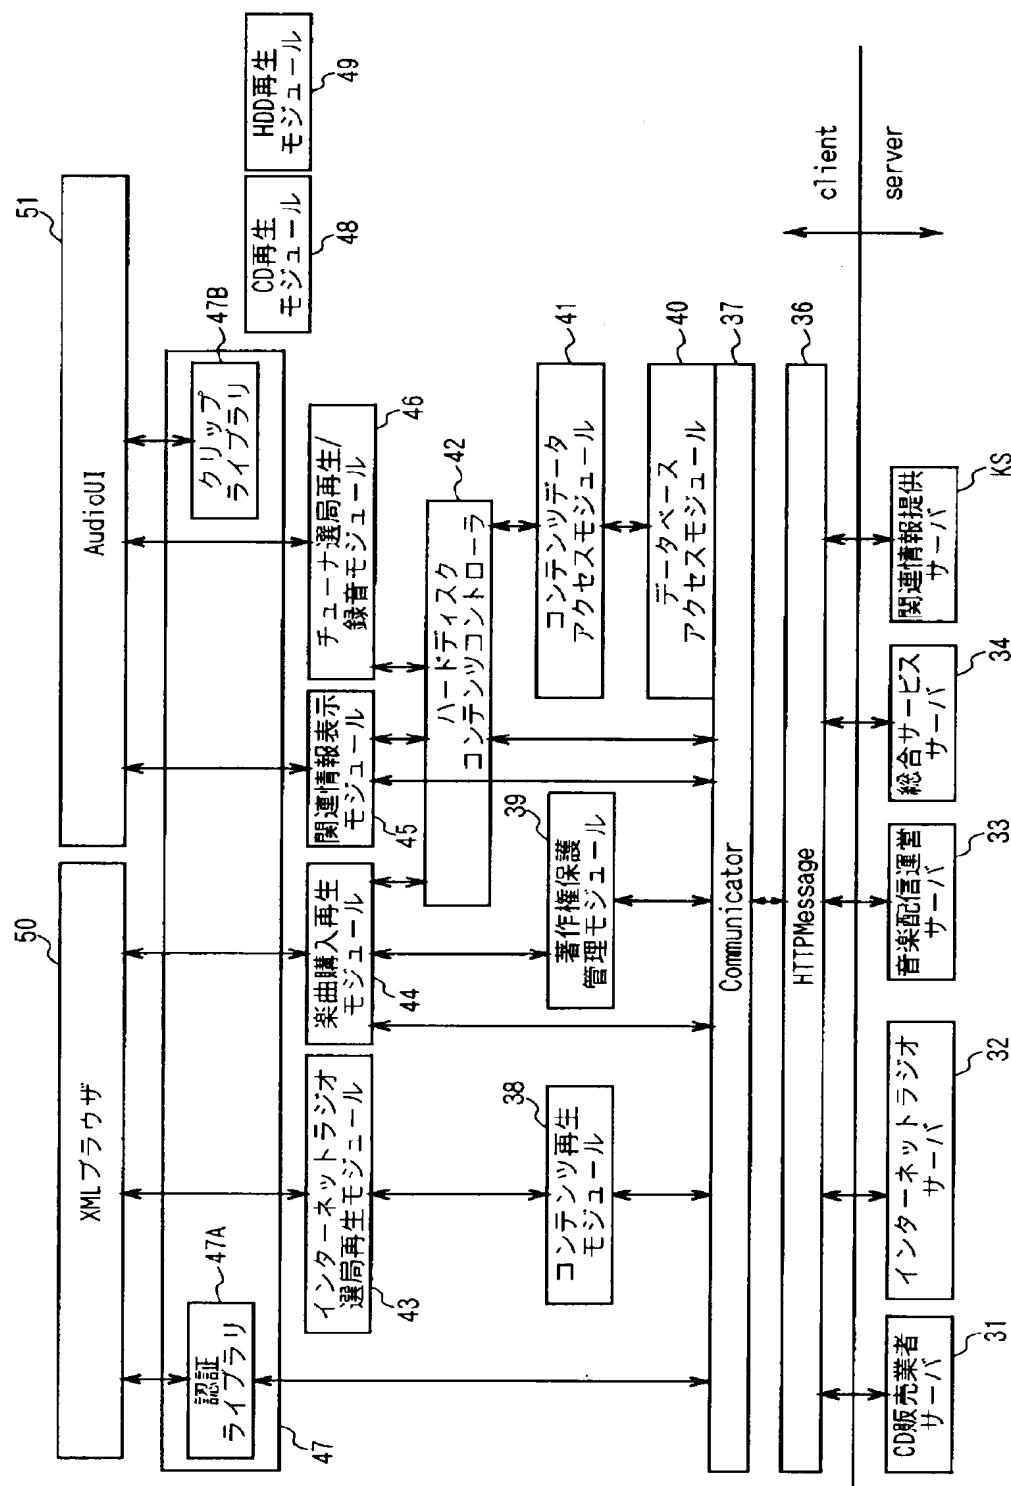 50
XMLブラウザ
51
AudioUI
47A
認証
ライブラリ
47B
クリップ
ライブラリ
47
インターネットラジオ
選局再生モジュール
43
楽曲購入再生
モジュール
44
関連情報表示
モジュール
45
チューナ選局再生/
録音モジュール
46
CD再生
モジュール
48
HDD再生
モジュール
49
ハードディスク
コンテンツコントローラ
42
コンテンツ再生
モジュール
38
著作権保護
管理モジュール
39
コンテンツデータ
アクセスモジュール
41
データベース
アクセスモジュール
40
Communicator
37
HTTPMessage
36
client
server
CD販売業者
サーバ
31
インターネットラジオ
サーバ
32
音楽配信運営
サーバ
33
総合サービス
サーバ
34
関連情報提供
サーバ
KS